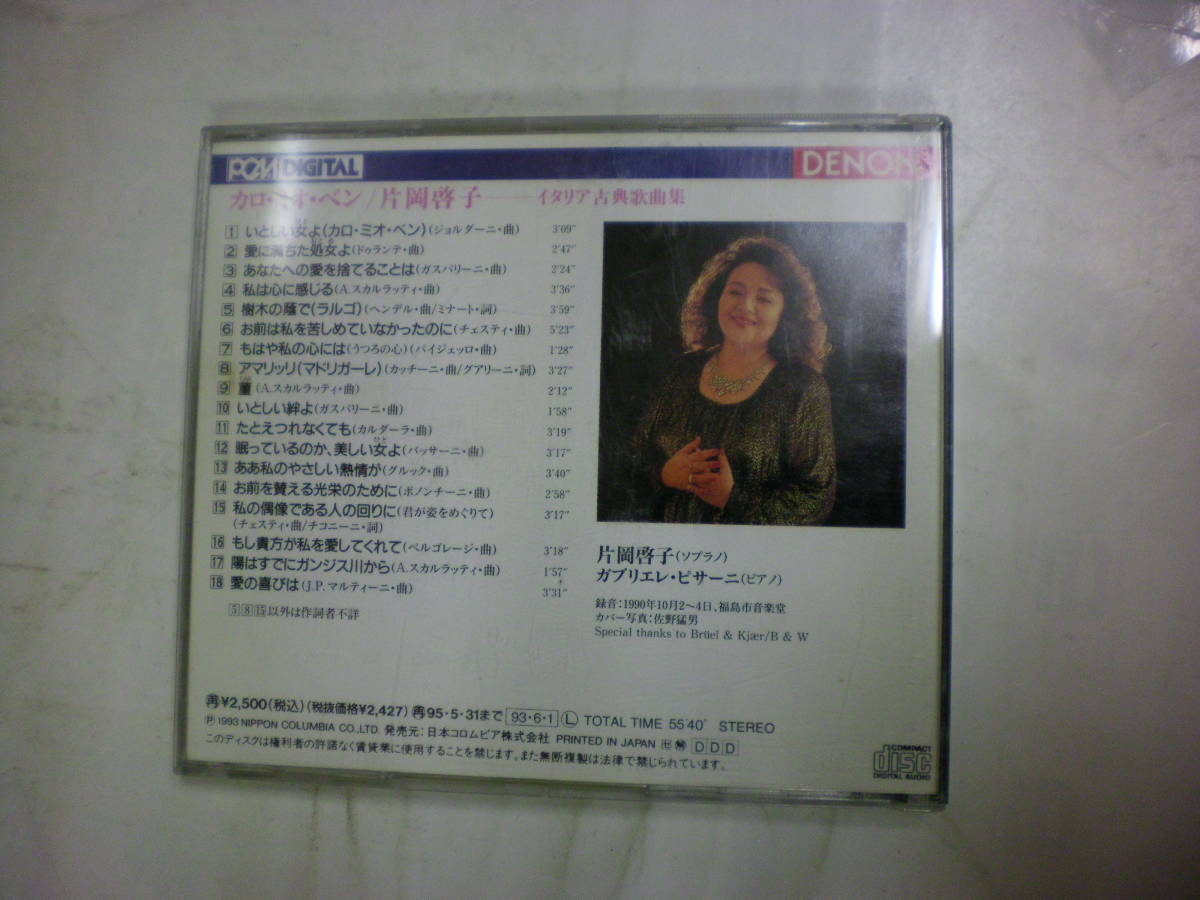 PCM DIGITAL
DENON
カロ・ミオ・ベン/片岡啓子――イタリア古典歌曲集
1 いとしい女よ(カロ・ミオ・ベン)(ジョルダーニ・曲) 3'09"
2 愛に満ちた処女よ(ドゥランテ・曲) 2'47"
3 あなたへの愛を捨てることは(ガスパリーニ・曲) 2'24"
4 私は心に感じる(A.スカルラッティ・曲) 3'36"
5 樹木の蔭で(ラルゴ)(ヘンデル・曲/ミナート・詞) 3'59"
6 お前は私を苦しめていなかったのに(チェスティ・曲) 5'23"
7 もはや私の心には(うつろの心)(パイジェッロ・曲) 1'28"
8 アマリッリ(マドリガーレ)(カッチーニ・曲/グアリーニ・詞) 3'27"
9 菫(A.スカルラッティ・曲) 2'12"
10 いとしい絆よ(ガスパリーニ・曲) 1'58"
11 たとえつれなくても(カルダーラ・曲) 3'19"
12 眠っているのか、美しい女よ(バッサーニ・曲) 3'17"
13 ああ私のやさしい熱情が(グルック・曲) 3'40"
14 お前を賛える光栄のために(ボノンチーニ・曲) 2'58"
15 私の偶像である人の回りに(君が姿をめぐりて) 3'17"
(チェスティ・曲/チコニーニ・詞)
16 もし貴方が私を愛してくれて(ペルゴレージ・曲) 3'18"
17 陽はすでにガンジス川から(A.スカルラッティ・曲) 1'57"
18 愛の喜びは(J.P.マルティーニ・曲) 3'31"
5 8 15以外は作詞者不詳
片岡啓子(ソプラノ)
ガブリエレ・ピサーニ(ピアノ)
録音:1990年10月2〜4日、福島市音楽堂
カバー写真:佐野猛男
Special thanks to Brüel & Kjær/B & W
再¥2,500(税込)(税抜価格¥2,427)再95・5・31まで 93・6・1 L TOTAL TIME 55'40" STEREO
Ⓟ1993 NIPPON COLUMBIA CO.,LTD. 発売元:日本コロムビア株式会社 PRINTED IN JAPAN DDD
このディスクは権利者の許諾なく賃貸業に使用することを禁じます。また無断複製は法律で禁じられています。
COMPACT
disc
DIGITAL AUDIO